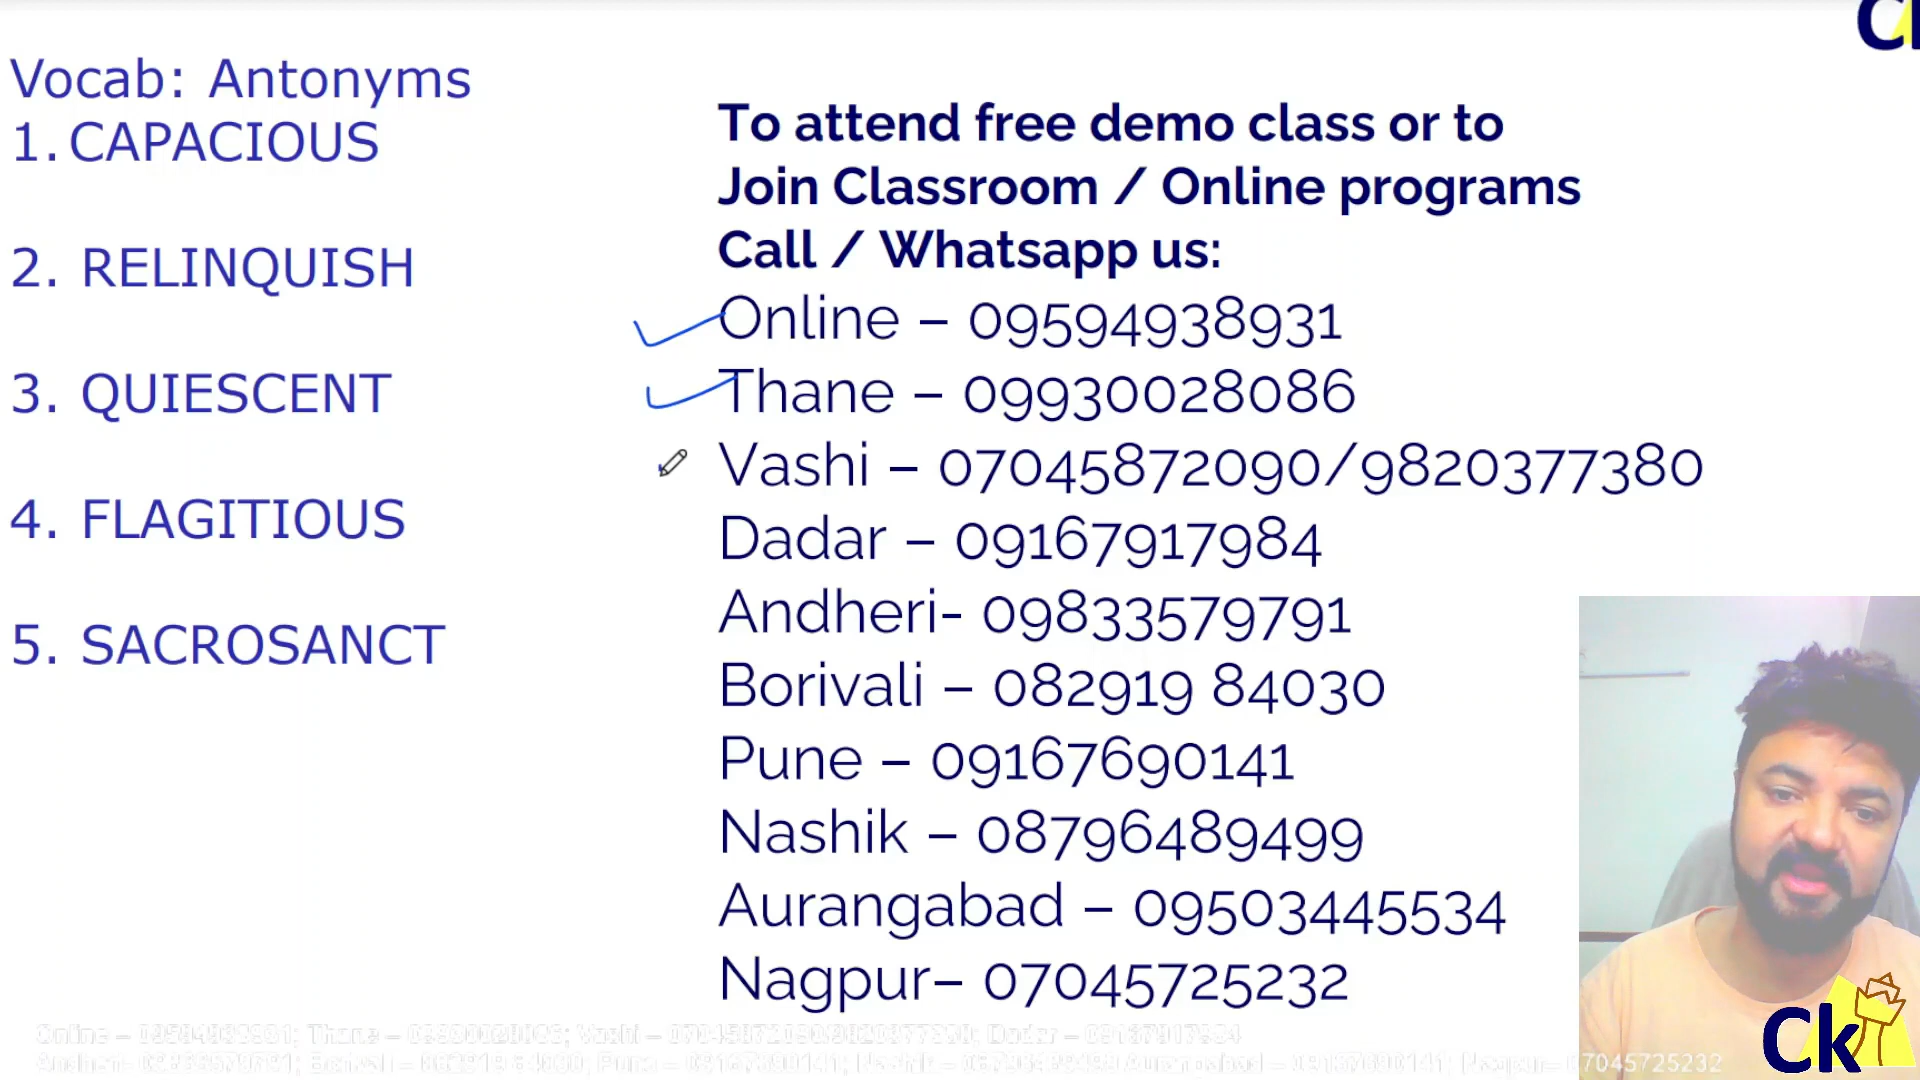 Vocab: Antonyms
1. CAPACIOUS
2. RELINQUISH
3. QUIESCENT
4. FLAGITIOUS
5. SACROSANCT
To attend free demo class or to
Join Classroom / Online programs
Call / Whatsapp us:
Online – 09594938931
Thane – 09930028086
Vashi – 07045872090/9820377380
Dadar – 09167917984
Andheri- 09833579791
Borivali – 082919 84030
Pune – 09167690141
Nashik – 08796489499
Aurangabad – 09503445534
Nagpur– 07045725232
Ck
07045725232
Ck